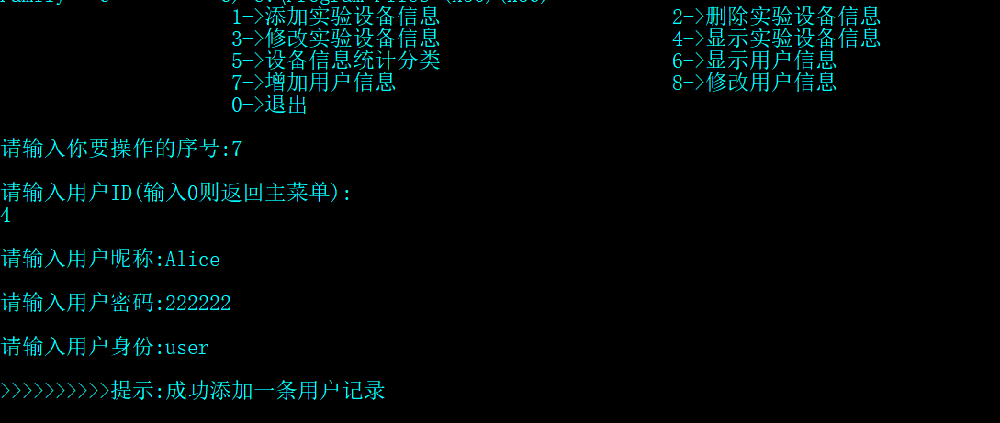 1->添加实验设备信息 2->删除实验设备信息
3->修改实验设备信息 4->显示实验设备信息
5->设备信息统计分类 6->显示用户信息
7->增加用户信息 8->修改用户信息
0->退出
请输入你要操作的序号:7
请输入用户ID(输入0则返回主菜单):
4
请输入用户昵称:Alice
请输入用户密码:222222
请输入用户身份:user
>>>>>>>>>>提示:成功添加一条用户记录